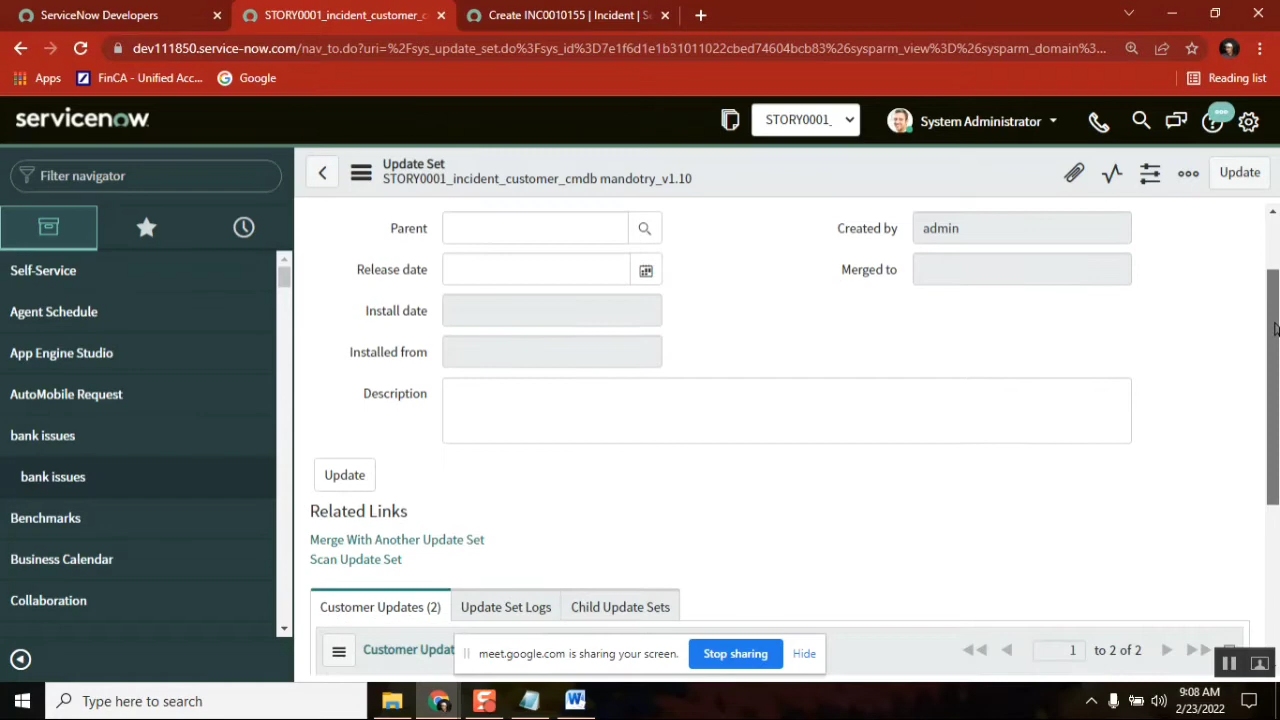 ServiceNow Developers
STORY0001_incident_customer_c
Create INC0010155 | Incident | Se
dev111850.service-now.com/nav_to.do?uri=%2Fsys_update_set.do%3Fsys_id%3D7e1f6d1e1b31011022cbed74604bcb83%26sysparm_view%3D%26sysparm_domain%3...
Apps
FinCA - Unified Acc...
Google
Reading list
servicenow
STORY0001_
System Administrator
Filter navigator
Update Set
STORY0001_incident_customer_cmdb mandotry_v1.10
Update
Self-Service
Agent Schedule
App Engine Studio
AutoMobile Request
bank issues
bank issues
Benchmarks
Business Calendar
Collaboration
Parent
Created by
admin
Release date
Merged to
Install date
Installed from
Description
Update
Related Links
Merge With Another Update Set
Scan Update Set
Customer Updates (2)
Update Set Logs
Child Update Sets
Customer Updat
1
to 2 of 2
meet.google.com is sharing your screen.
Stop sharing
Hide
Type here to search
9:08 AM
2/23/2022